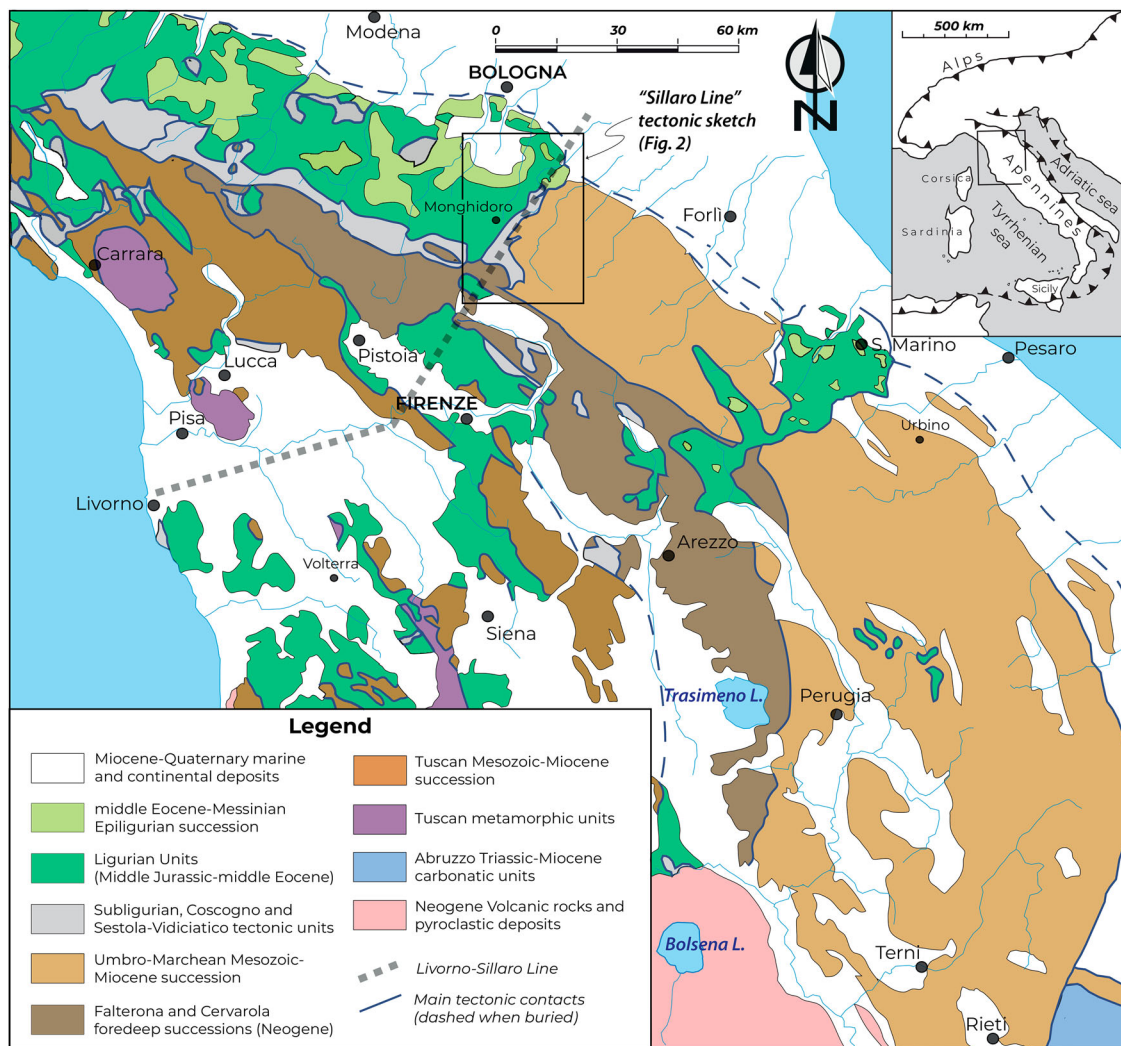 Modena
0 30 60 km
BOLOGNA
"Sillaro Line"
tectonic sketch
(Fig. 2)
N
500 km
Alps
Apennines
Adriatic sea
Corsica
Tyrrhenian
sea
Sardinia
Sicily
Monghidoro
Forlì
Carrara
Pistoia
S. Marino
Pesaro
Lucca
FIRENZE
Pisa
Urbino
Livorno
Arezzo
Volterra
Siena
Trasimeno L.
Perugia
Bolsena L.
Terni
Rieti
Legend
Miocene-Quaternary marine
and continental deposits
middle Eocene-Messinian
Epiligurian succession
Ligurian Units
(Middle Jurassic-middle Eocene)
Subligurian, Coscogno and
Sestola-Vidiciatico tectonic units
Umbro-Marchean Mesozoic-
Miocene succession
Falterona and Cervarola
foredeep successions (Neogene)
Tuscan Mesozoic-Miocene
succession
Tuscan metamorphic units
Abruzzo Triassic-Miocene
carbonatic units
Neogene Volcanic rocks and
pyroclastic deposits
Livorno-Sillaro Line
Main tectonic contacts
(dashed when buried)